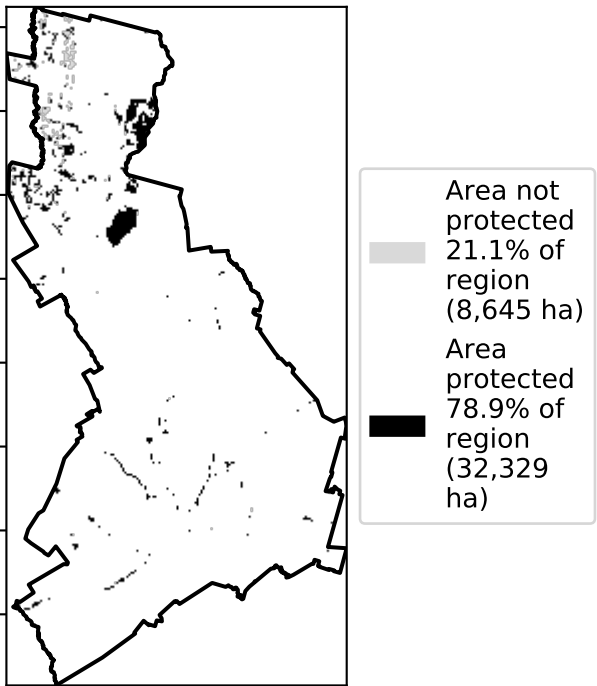 Area not
protected
21.1% of
region
(8,645 ha)
Area
protected
78.9% of
region
(32,329
ha)